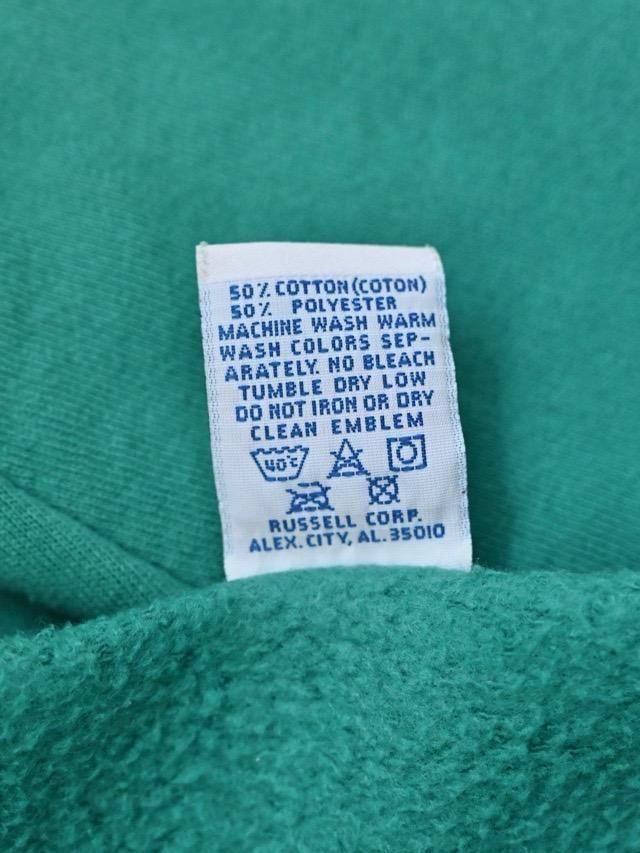 50% COTTON(COTON)
50% POLYESTER
MACHINE WASH WARM
WASH COLORS SEP-
ARATELY. NO BLEACH
TUMBLE DRY LOW
DO NOT IRON OR DRY
CLEAN EMBLEM
40°C
RUSSELL CORP.
ALEX.CITY, AL. 35010